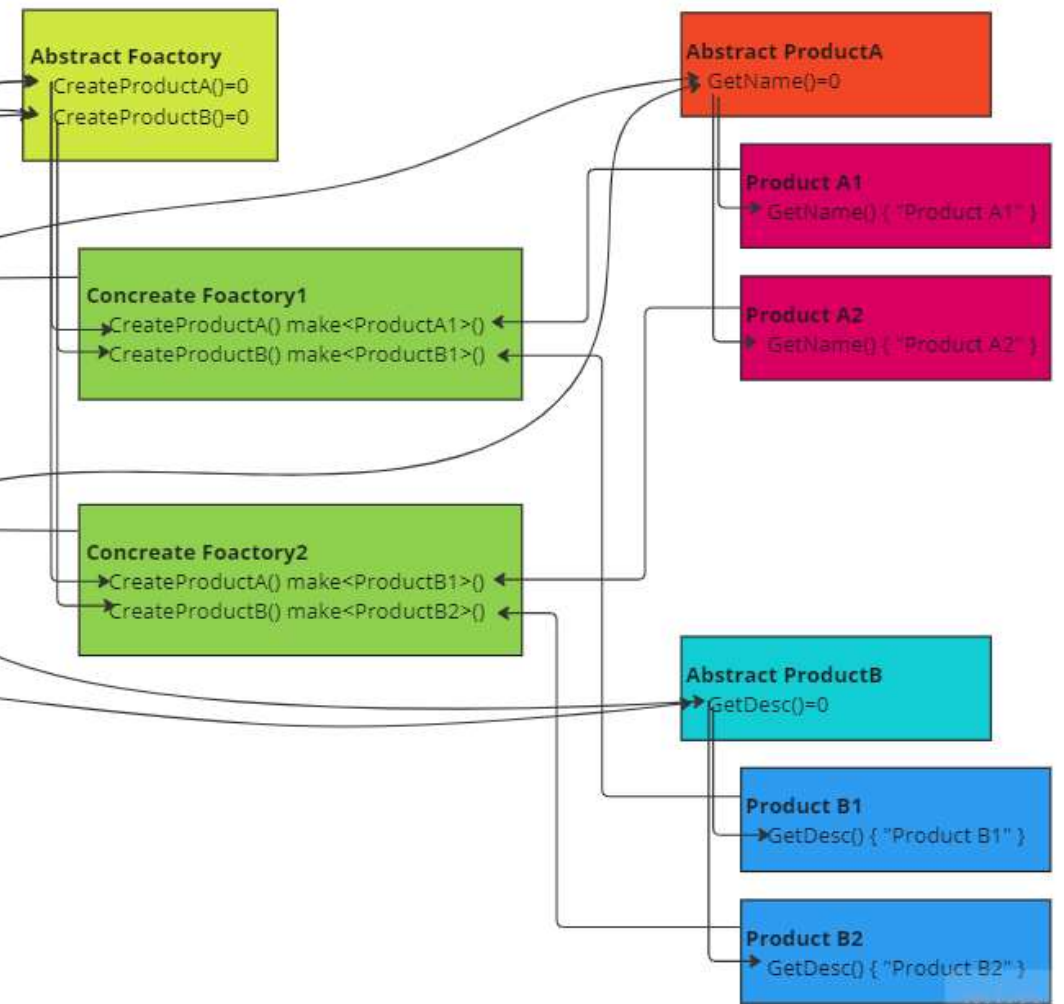 Abstract Foactory
CreateProductA()=0
CreateProductB()=0
Abstract ProductA
GetName()=0
Product A1
GetName() { "Product A1" }
Concreate Foactory1
CreateProductA() make<ProductA1>()
CreateProductB() make<ProductB1>()
Product A2
GetName() { "Product A2" }
Concreate Foactory2
CreateProductA() make<ProductB1>()
CreateProductB() make<ProductB2>()
Abstract ProductB
GetDesc()=0
Product B1
GetDesc() { "Product B1" }
Product B2
GetDesc() { "Product B2" }